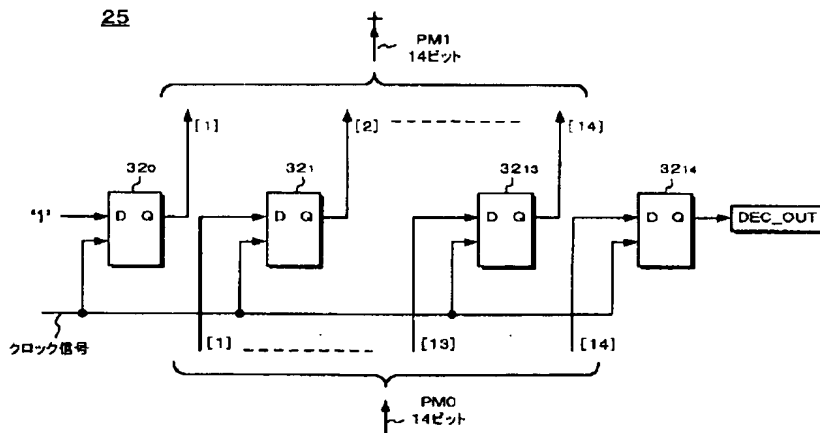 25
PM1
14ビット
[1]
[2]
[14]
32₀
32₁
32₁₃
32₁₄
"1"
D Q
D Q
D Q
D Q
DEC_OUT
クロック信号
[1]
[13]
[14]
PM0
14ビット